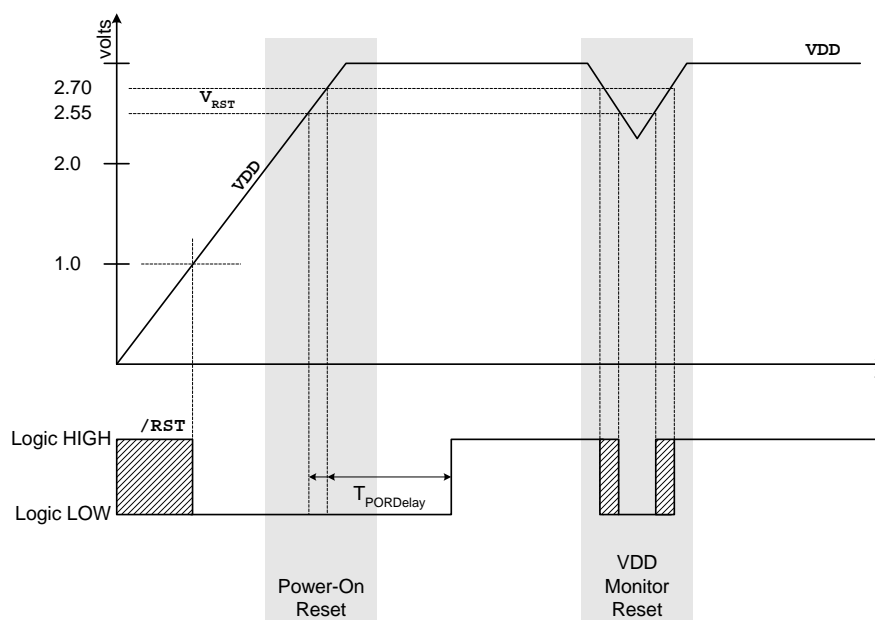 volts
VDD
2.70
V_RST
2.55
2.0
VDD
1.0
/RST
Logic HIGH
T_PORDelay
Logic LOW
Power-On
Reset
VDD
Monitor
Reset